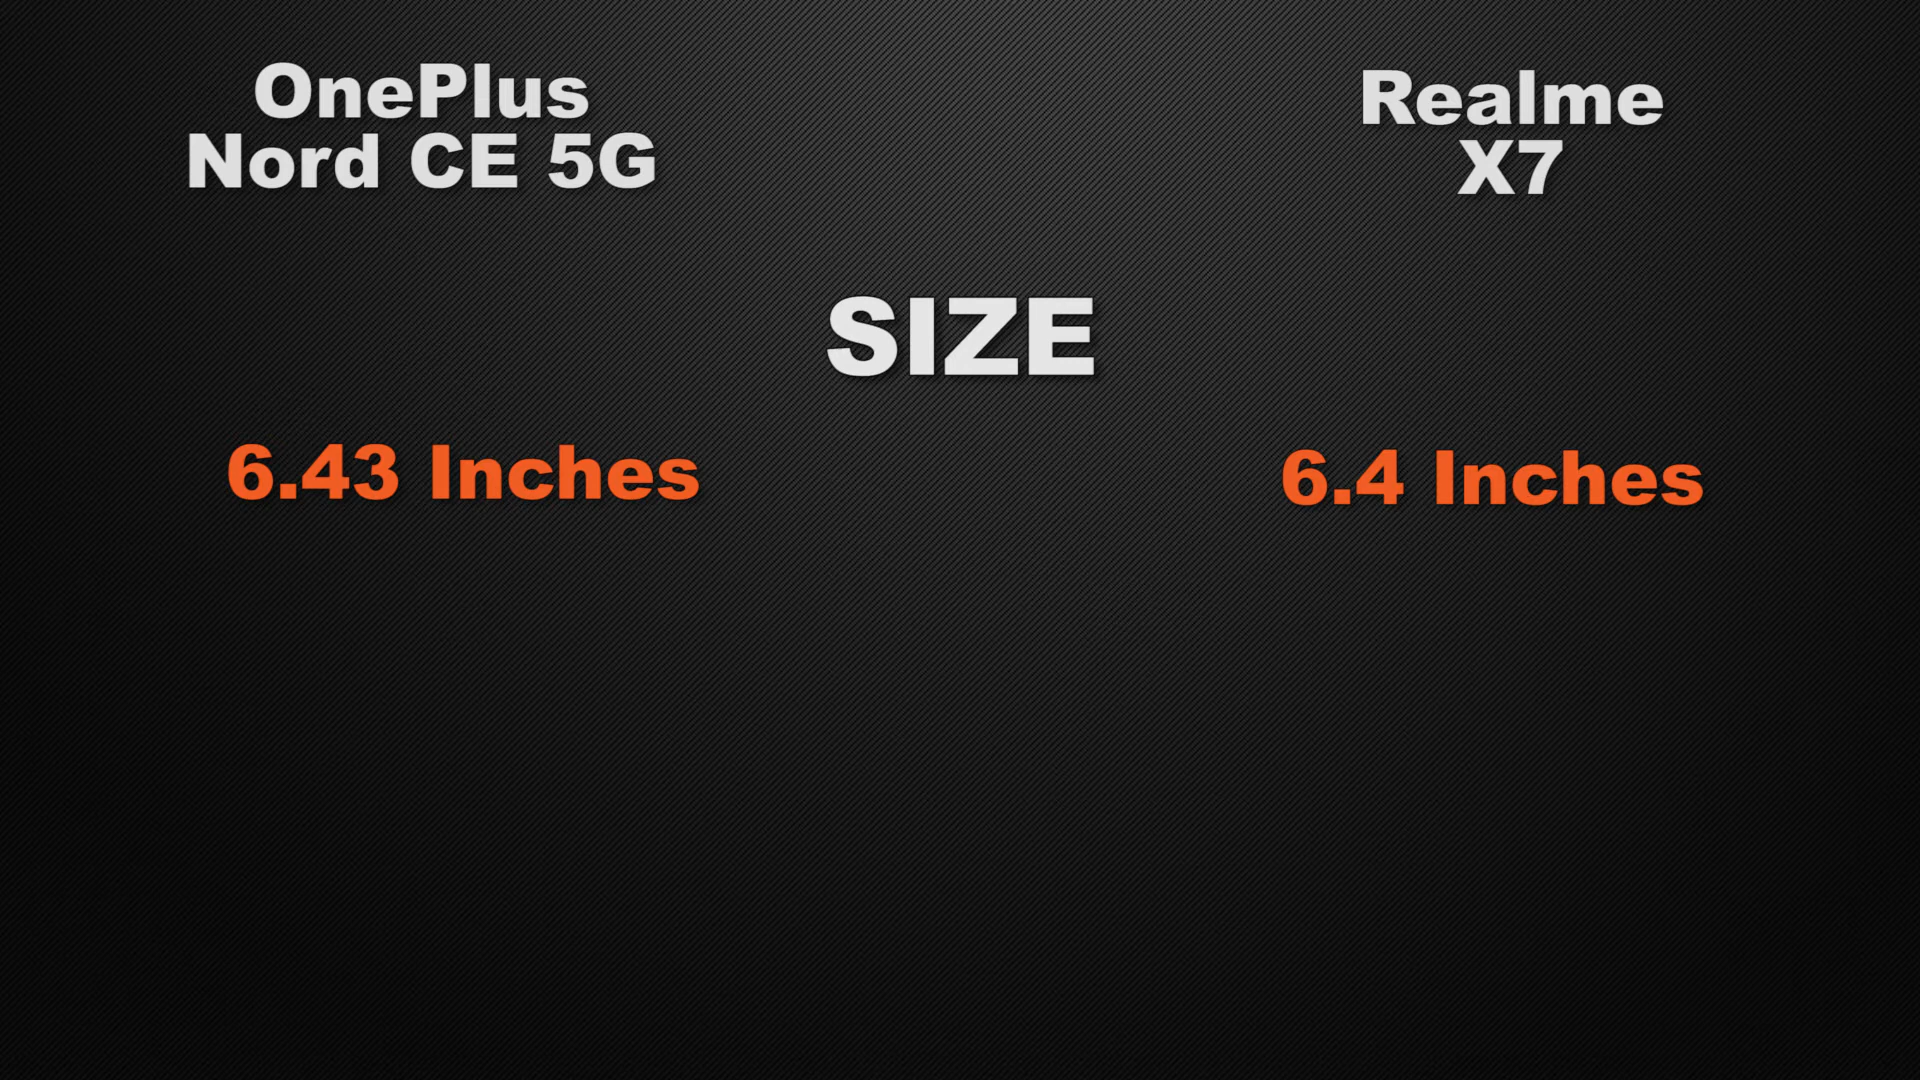 OnePlus
Nord CE 5G
Realme
X7
SIZE
6.43 Inches
6.4 Inches